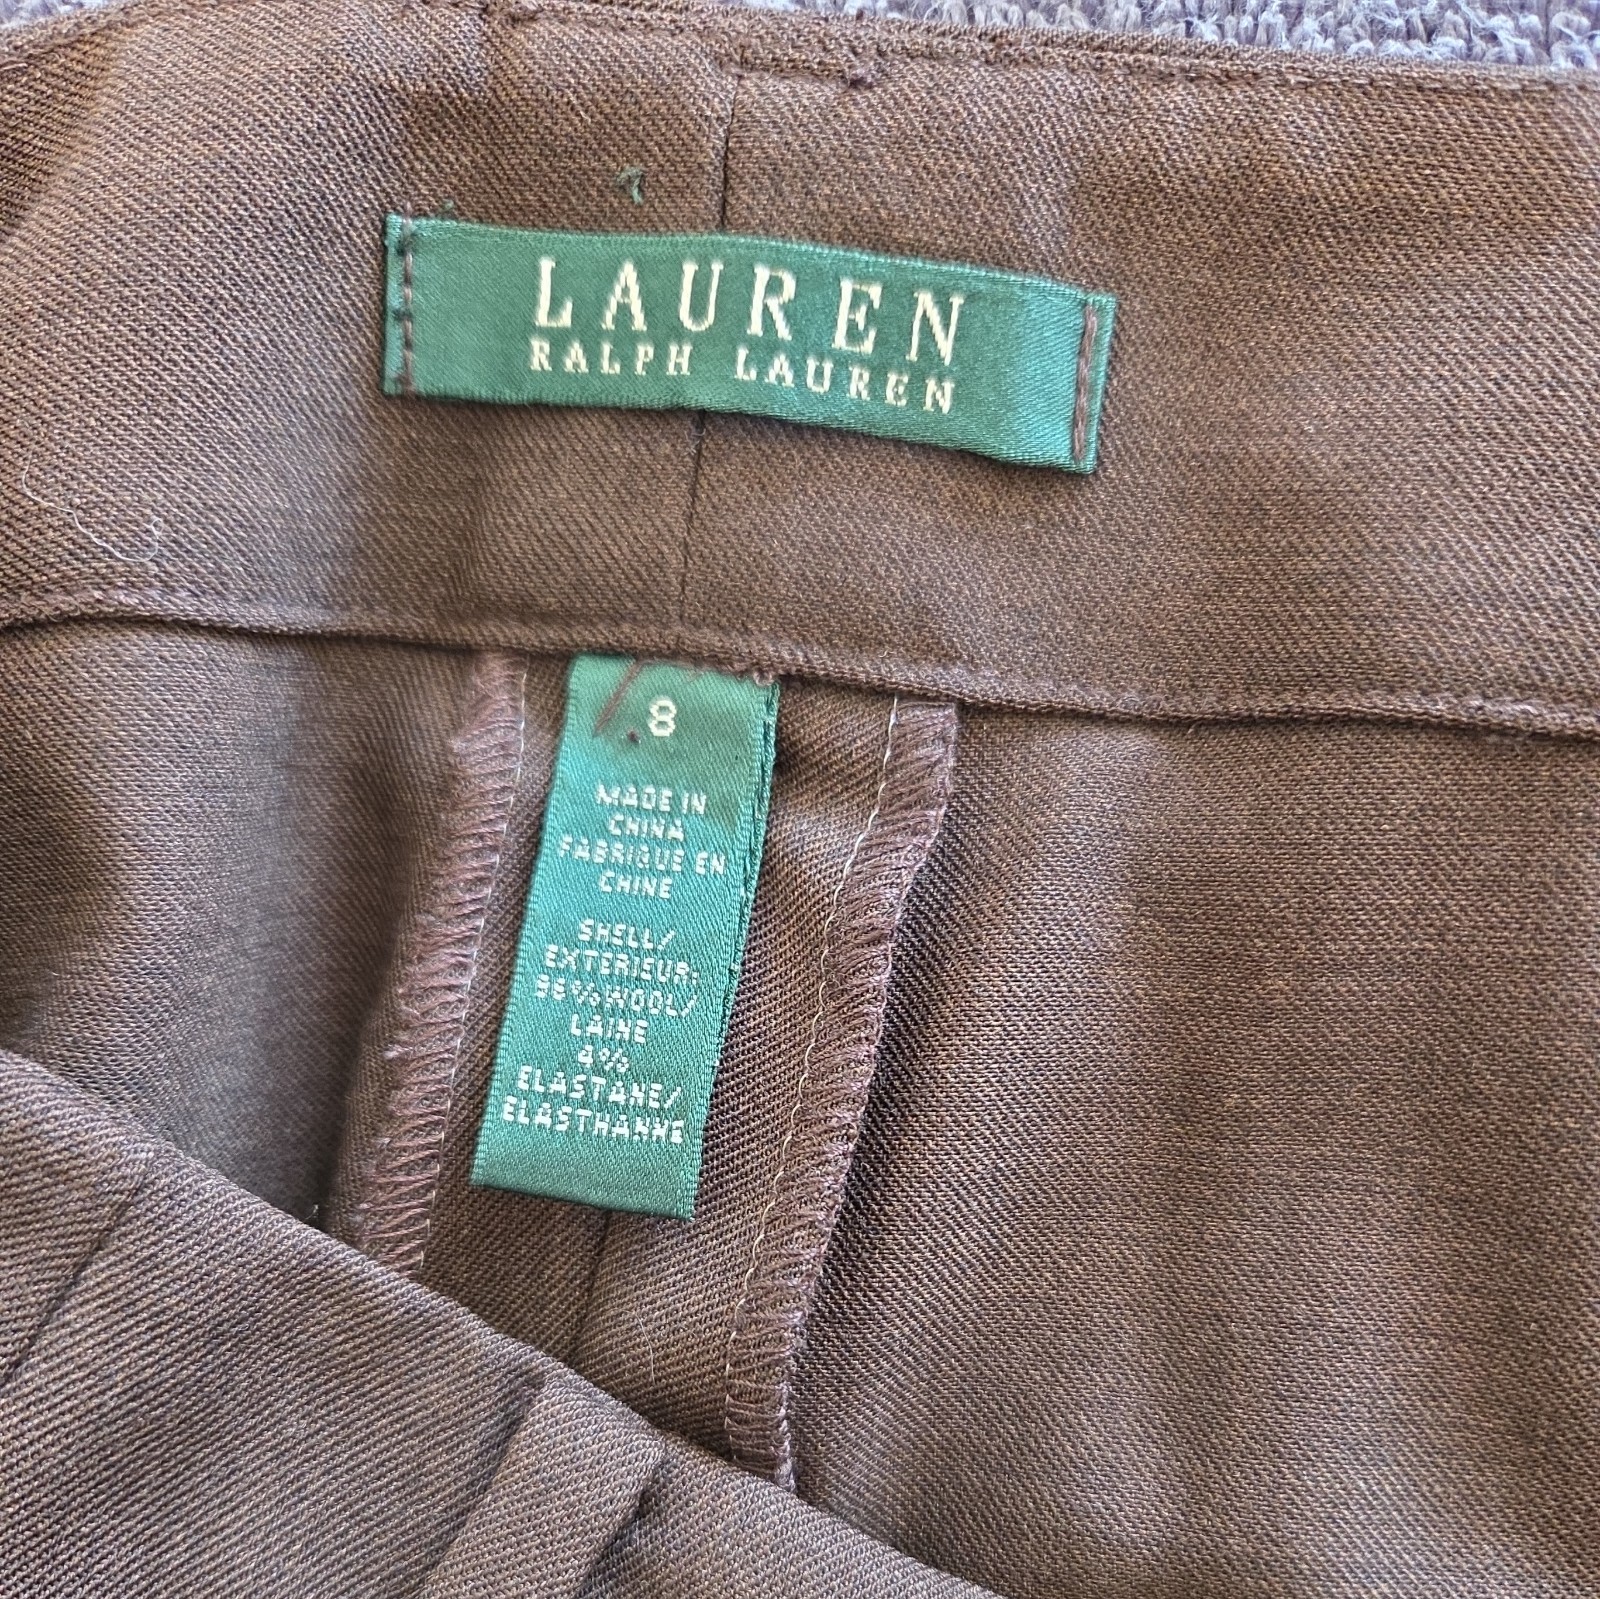 LAUREN
RALPH LAUREN
8
MADE IN
CHINA
FABRIQUE EN
CHINE
SHELL/
EXTERIEUR:
96% WOOL/
LAINE
4%
ELASTANE/
ELASTHANNE